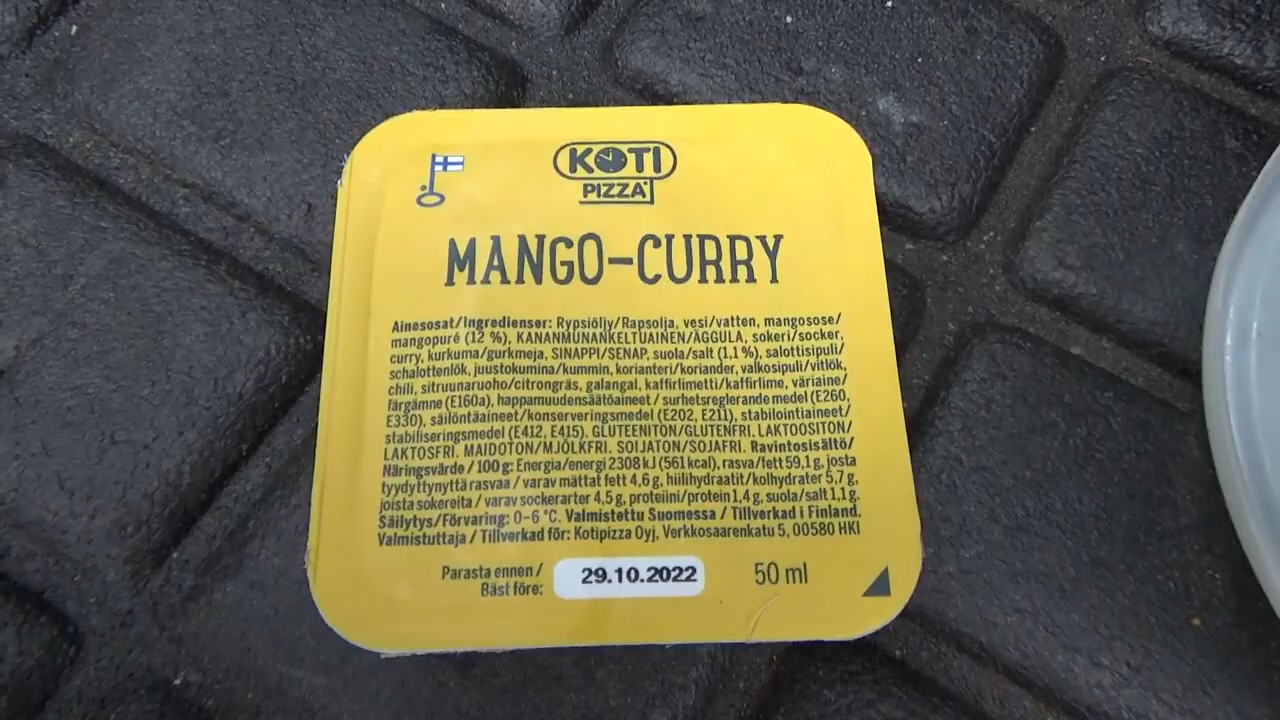 KOTI
PIZZA
MANGO-CURRY
Ainesosat/Ingredienser: Rypsiöljy/Rapsolja, vesi/vatten, mangosose/
mangopuré (12 %), KANANMUNANKELTUAINEN/ÄGGULA, sokeri/socker,
curry, kurkuma/gurkmeja, SINAPPI/SENAP, suola/salt (1,1 %), salottisipuli/
schalottenlök, juustokumina/kummin, korianteri/koriander, valkosipuli/vitlök,
chili, sitruunaruoho/citrongräs, galangal, kaffirlimetti/kaffirlime, väriaine/
färgämne (E160a), happamuudensäätöaineet / surhetsreglerande medel (E260,
E330), säilöntäaineet/konserveringsmedel (E202, E211), stabilointiaineet/
stabiliseringsmedel (E412, E415). GLUTEENITON/GLUTENFRI. LAKTOOSITON/
LAKTOSFRI. MAIDOTON/MJÖLKFRI. SOIJATON/SOJAFRI. Ravintosisältö/
Näringsvärde / 100 g: Energia/energi 2308 kJ (561 kcal), rasva/fett 59,1 g, josta
tyydyttynyttä rasvaa / varav mättat fett 4,6 g, hiilihydraatit/kolhydrater 5,7 g,
joista sokereita / varav sockerarter 4,5 g, proteiini/protein 1,4 g, suola/salt 1,1 g.
Säilytys/Förvaring: 0-6 °C. Valmistettu Suomessa / Tillverkad i Finland.
Valmistuttaja / Tillverkad för: Kotipizza Oyj, Verkkosaarenkatu 5, 00580 HKI
Parasta ennen /
Bäst före:
29.10.2022
50 ml